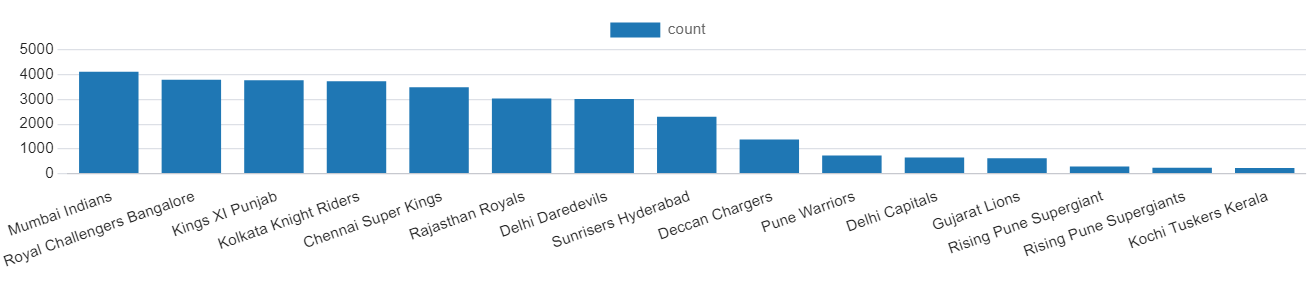 count
5000
4000
3000
2000
1000
0
Mumbai Indians
Royal Challengers Bangalore
Kings XI Punjab
Kolkata Knight Riders
Chennai Super Kings
Rajasthan Royals
Delhi Daredevils
Sunrisers Hyderabad
Deccan Chargers
Pune Warriors
Delhi Capitals
Gujarat Lions
Rising Pune Supergiant
Rising Pune Supergiants
Kochi Tuskers Kerala